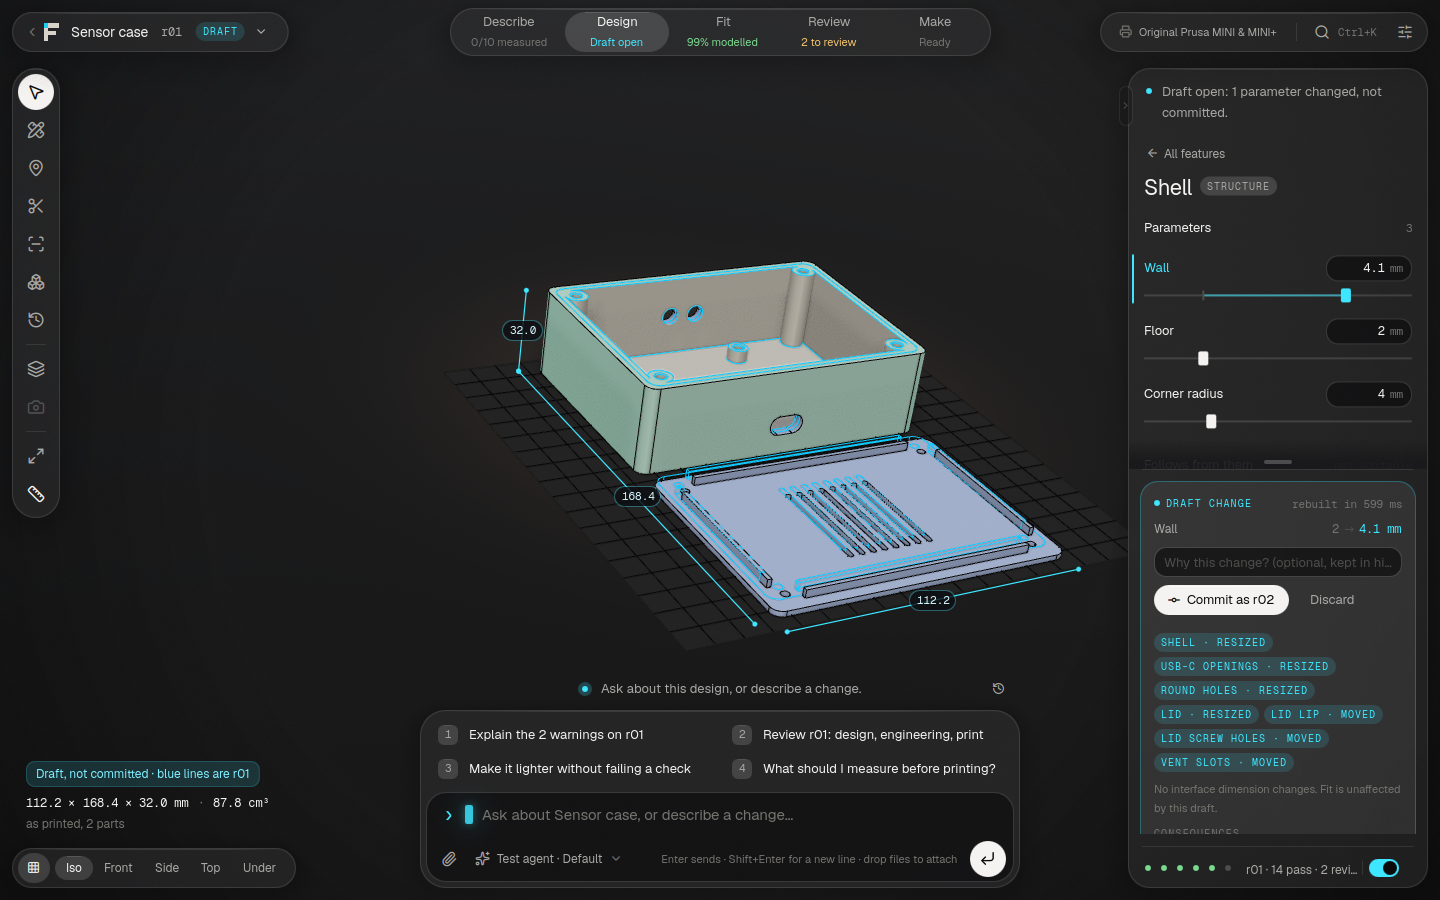 Sensor case r01 DRAFT
Describe
0/10 measured
Design
Draft open
Fit
99% modelled
Review
2 to review
Make
Ready
Original Prusa MINI & MINI+
Ctrl+K
Draft open: 1 parameter changed, not
committed.
All features
Shell STRUCTURE
Parameters 3
Wall 4.1 mm
Floor 2 mm
Corner radius 4 mm
Follows from them
DRAFT CHANGE rebuilt in 599 ms
Wall 2 → 4.1 mm
Why this change? (optional, kept in hi...
Commit as r02 Discard
SHELL · RESIZED
USB-C OPENINGS · RESIZED
ROUND HOLES · RESIZED
LID · RESIZED LID LIP · MOVED
LID SCREW HOLES · MOVED
VENT SLOTS · MOVED
No interface dimension changes. Fit is unaffected
by this draft.
CONSEQUENCES
r01 · 14 pass · 2 revi...
32.0
168.4
112.2
Ask about this design, or describe a change.
1 Explain the 2 warnings on r01
2 Review r01: design, engineering, print
3 Make it lighter without failing a check
4 What should I measure before printing?
Ask about Sensor case, or describe a change...
Test agent · Default
Enter sends · Shift+Enter for a new line · drop files to attach
Draft, not committed · blue lines are r01
112.2 × 168.4 × 32.0 mm · 87.8 cm³
as printed, 2 parts
Iso Front Side Top Under